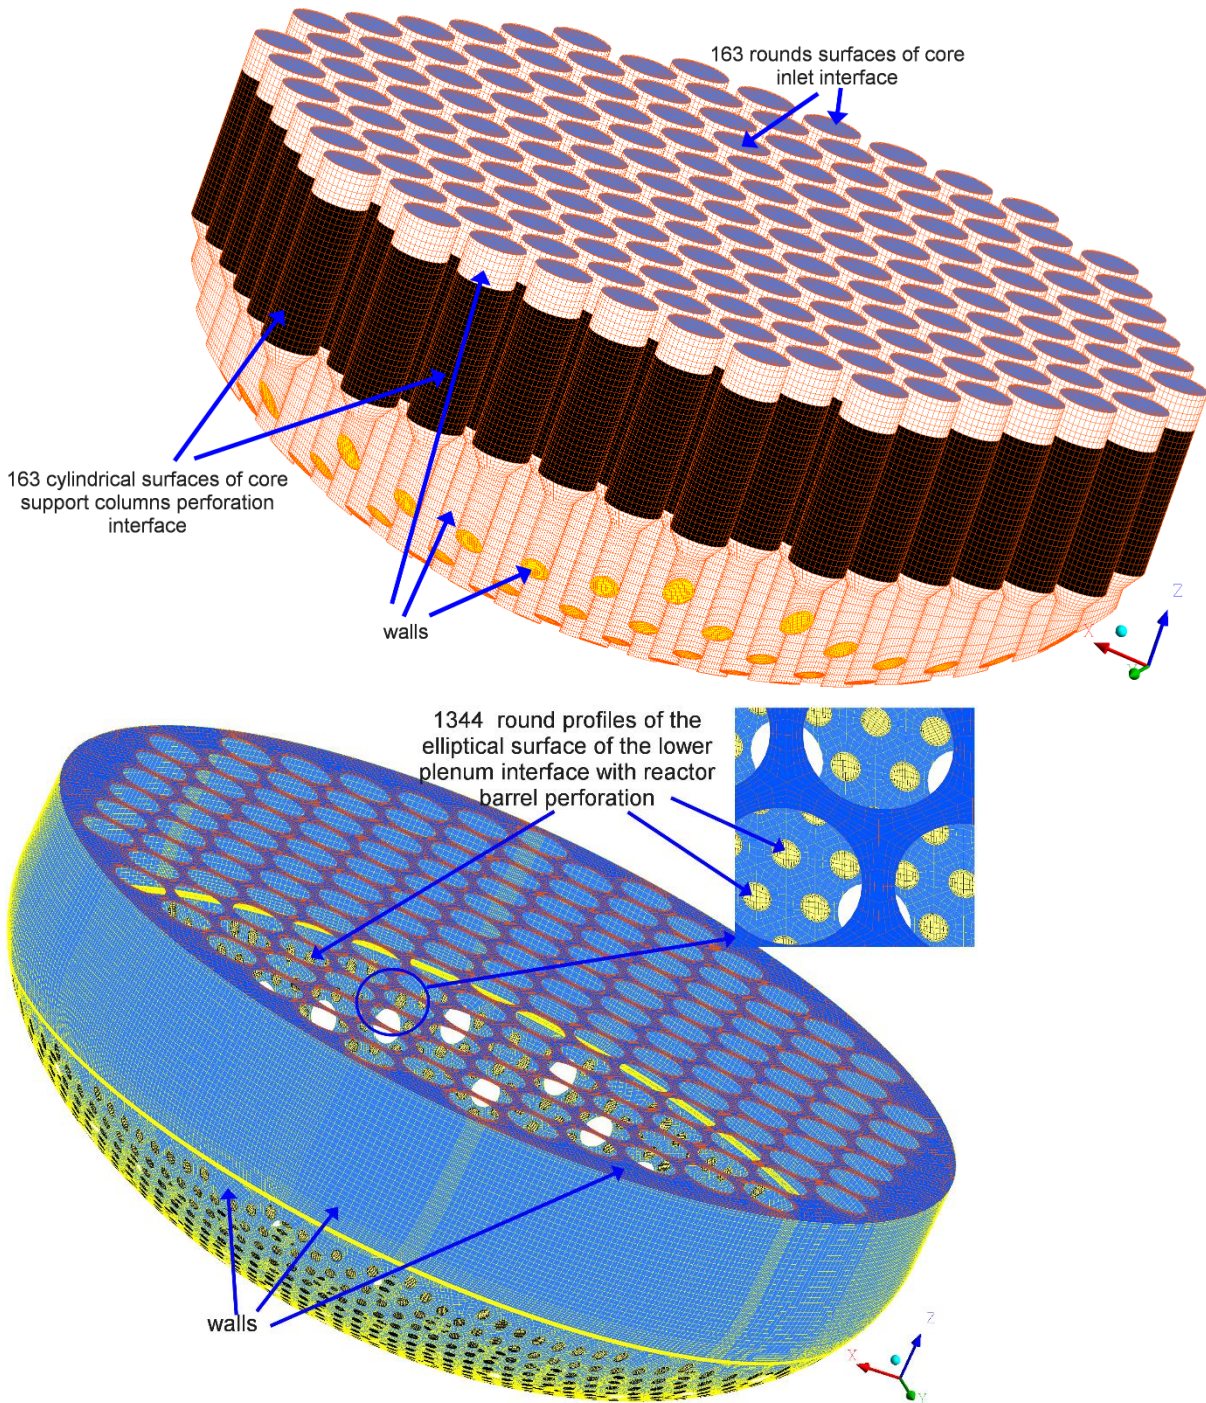 163 rounds surfaces of core
inlet interface
163 cylindrical surfaces of core
support columns perforation
interface
walls
Z
X
1344 round profiles of the
elliptical surface of the lower
plenum interface with reactor
barrel perforation
walls
Z
X
Y